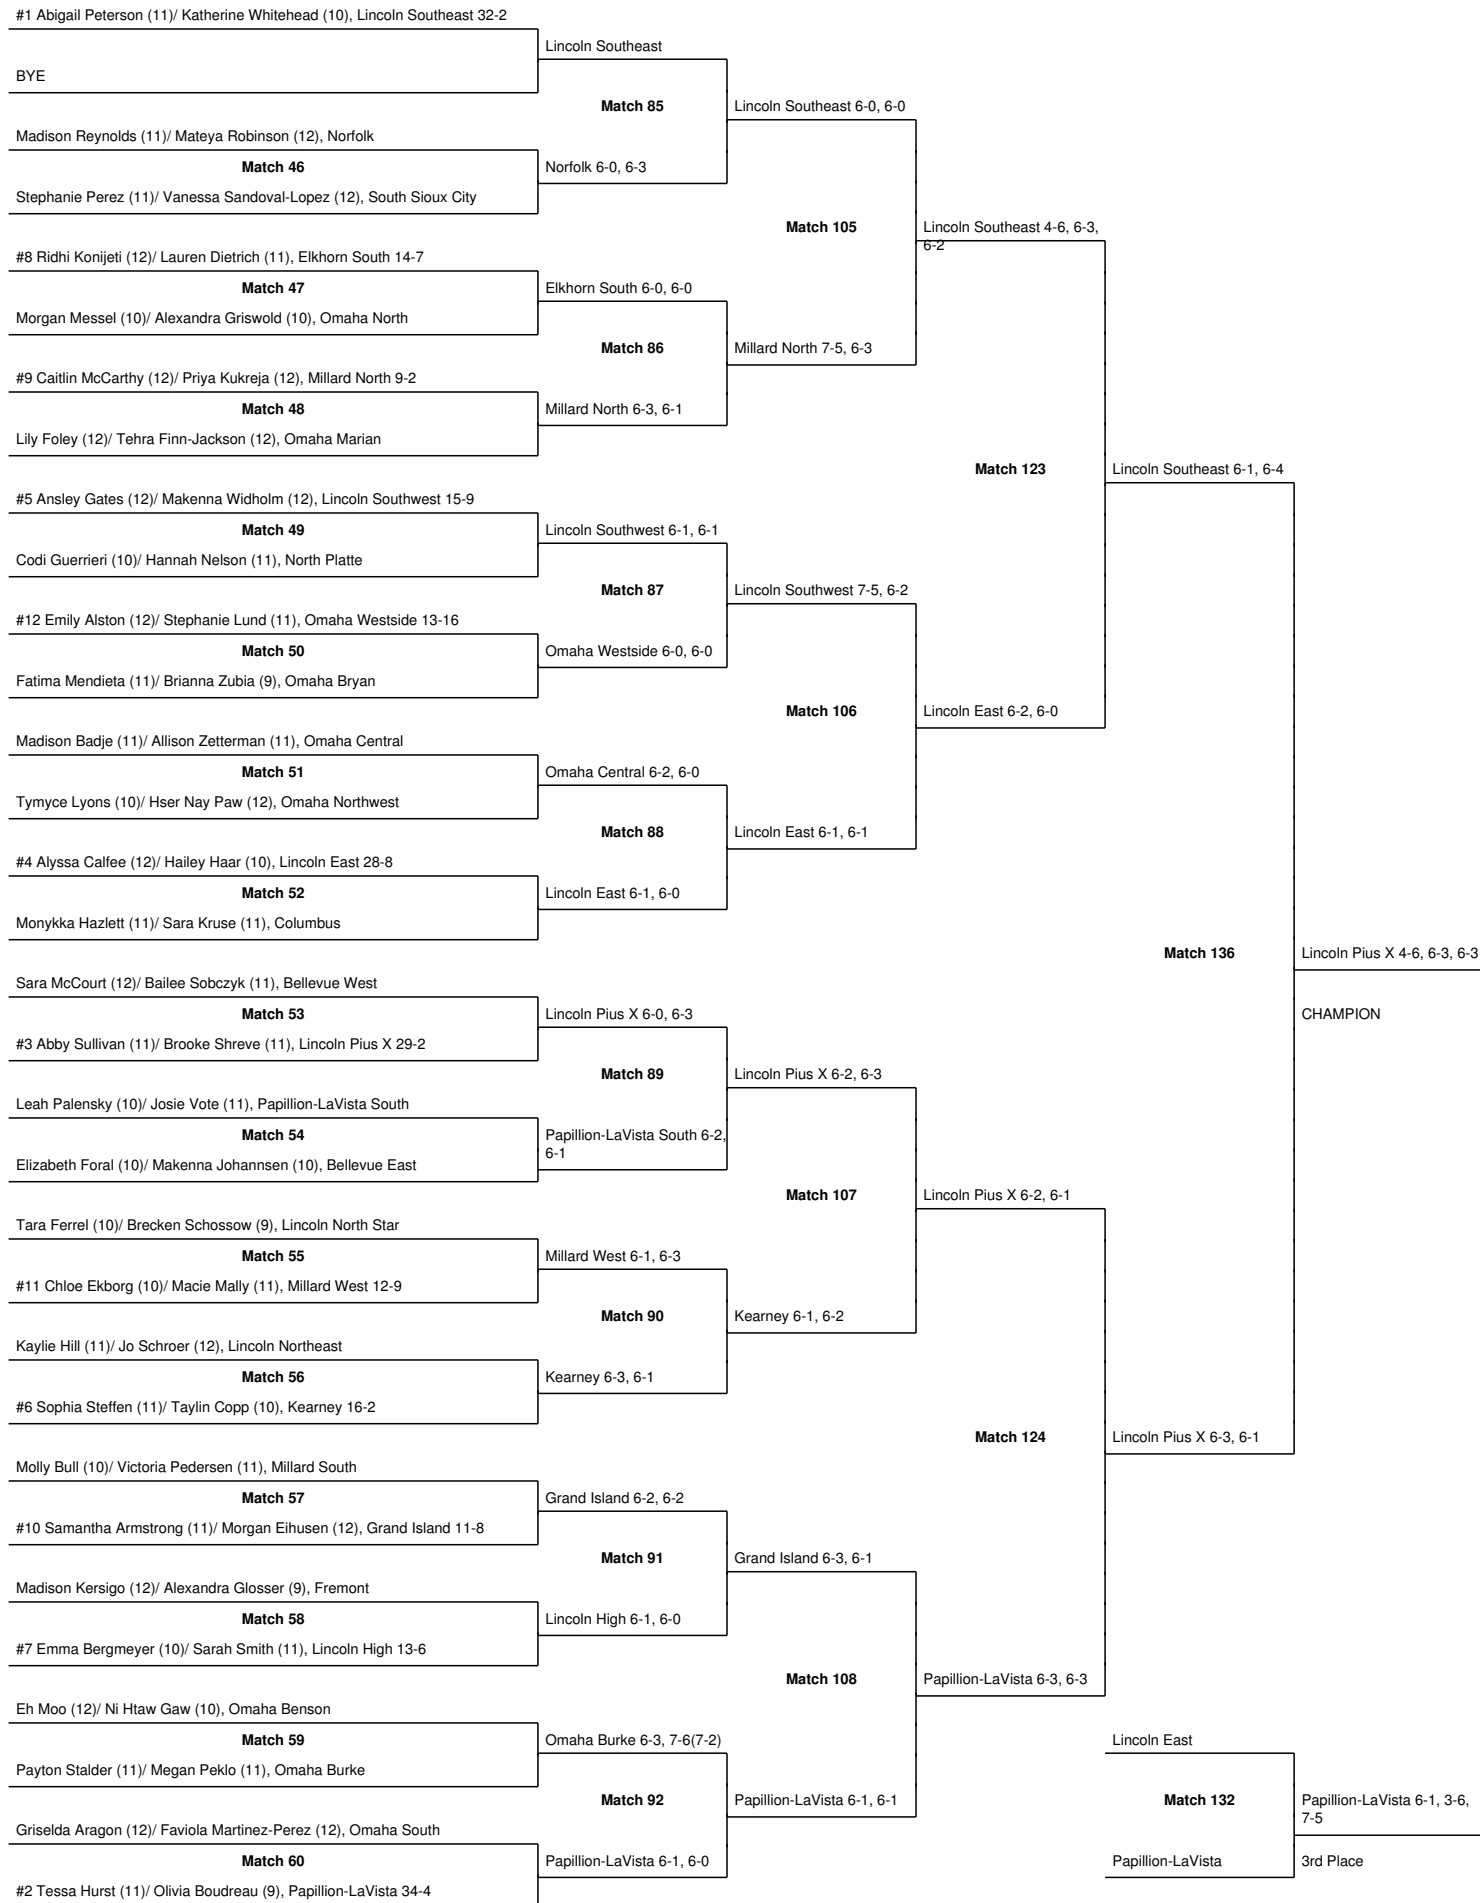 #1 Abigail Peterson (11)/ Katherine Whitehead (10), Lincoln Southeast 32-2
Lincoln Southeast
BYE
Match 85
Lincoln Southeast 6-0, 6-0
Madison Reynolds (11)/ Mateya Robinson (12), Norfolk
Match 46
Norfolk 6-0, 6-3
Stephanie Perez (11)/ Vanessa Sandoval-Lopez (12), South Sioux City
Match 105
Lincoln Southeast 4-6, 6-3,
6-2
#8 Ridhi Konijeti (12)/ Lauren Dietrich (11), Elkhorn South 14-7
Match 47
Elkhorn South 6-0, 6-0
Morgan Messel (10)/ Alexandra Griswold (10), Omaha North
Match 86
Millard North 7-5, 6-3
#9 Caitlin McCarthy (12)/ Priya Kukreja (12), Millard North 9-2
Match 48
Millard North 6-3, 6-1
Lily Foley (12)/ Tehra Finn-Jackson (12), Omaha Marian
Match 123
Lincoln Southeast 6-1, 6-4
#5 Ansley Gates (12)/ Makenna Widholm (12), Lincoln Southwest 15-9
Match 49
Lincoln Southwest 6-1, 6-1
Codi Guerrieri (10)/ Hannah Nelson (11), North Platte
Match 87
Lincoln Southwest 7-5, 6-2
#12 Emily Alston (12)/ Stephanie Lund (11), Omaha Westside 13-16
Match 50
Omaha Westside 6-0, 6-0
Fatima Mendieta (11)/ Brianna Zubia (9), Omaha Bryan
Match 106
Lincoln East 6-2, 6-0
Madison Badje (11)/ Allison Zetterman (11), Omaha Central
Match 51
Omaha Central 6-2, 6-0
Tymyce Lyons (10)/ Hser Nay Paw (12), Omaha Northwest
Match 88
Lincoln East 6-1, 6-1
#4 Alyssa Calfee (12)/ Hailey Haar (10), Lincoln East 28-8
Match 52
Lincoln East 6-1, 6-0
Monykka Hazlett (11)/ Sara Kruse (11), Columbus
Match 136
Lincoln Pius X 4-6, 6-3, 6-3
Sara McCourt (12)/ Bailee Sobczyk (11), Bellevue West
Match 53
Lincoln Pius X 6-0, 6-3
CHAMPION
#3 Abby Sullivan (11)/ Brooke Shreve (11), Lincoln Pius X 29-2
Match 89
Lincoln Pius X 6-2, 6-3
Leah Palensky (10)/ Josie Vote (11), Papillion-LaVista South
Match 54
Papillion-LaVista South 6-2,
6-1
Elizabeth Foral (10)/ Makenna Johannsen (10), Bellevue East
Match 107
Lincoln Pius X 6-2, 6-1
Tara Ferrel (10)/ Brecken Schossow (9), Lincoln North Star
Match 55
Millard West 6-1, 6-3
#11 Chloe Ekborg (10)/ Macie Mally (11), Millard West 12-9
Match 90
Kearney 6-1, 6-2
Kaylie Hill (11)/ Jo Schroer (12), Lincoln Northeast
Match 56
Kearney 6-3, 6-1
#6 Sophia Steffen (11)/ Taylin Copp (10), Kearney 16-2
Match 124
Lincoln Pius X 6-3, 6-1
Molly Bull (10)/ Victoria Pedersen (11), Millard South
Match 57
Grand Island 6-2, 6-2
#10 Samantha Armstrong (11)/ Morgan Eihusen (12), Grand Island 11-8
Match 91
Grand Island 6-3, 6-1
Madison Kersigo (12)/ Alexandra Glosser (9), Fremont
Match 58
Lincoln High 6-1, 6-0
#7 Emma Bergmeyer (10)/ Sarah Smith (11), Lincoln High 13-6
Match 108
Papillion-LaVista 6-3, 6-3
Eh Moo (12)/ Ni Htaw Gaw (10), Omaha Benson
Match 59
Omaha Burke 6-3, 7-6(7-2)
Lincoln East
Payton Stalder (11)/ Megan Peklo (11), Omaha Burke
Match 92
Papillion-LaVista 6-1, 6-1
Match 132
Papillion-LaVista 6-1, 3-6,
7-5
Griselda Aragon (12)/ Faviola Martinez-Perez (12), Omaha South
Match 60
Papillion-LaVista 6-1, 6-0
Papillion-LaVista
3rd Place
#2 Tessa Hurst (11)/ Olivia Boudreau (9), Papillion-LaVista 34-4